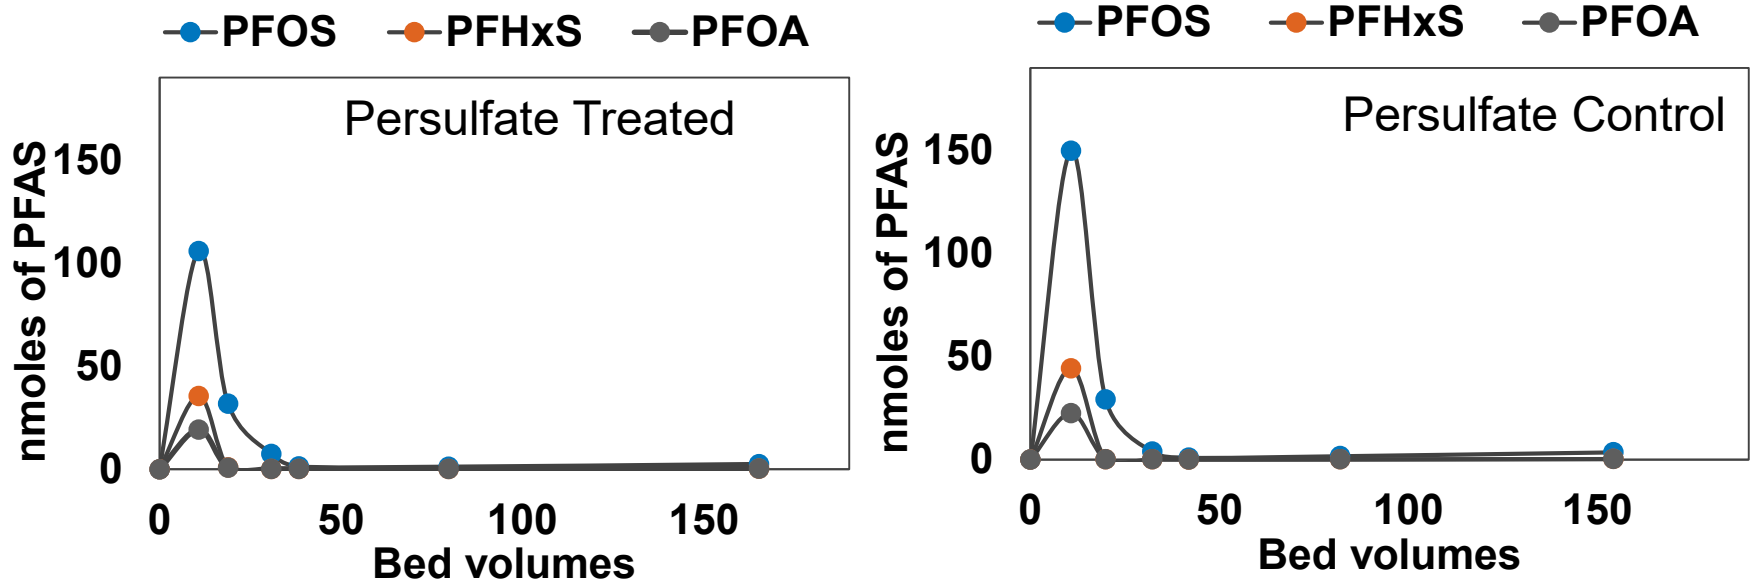 PFOS PFHxS PFOA
Persulfate Treated
nmoles of PFAS
150
100
50
0
0 50 100 150
Bed volumes
PFOS PFHxS PFOA
Persulfate Control
nmoles of PFAS
150
100
50
0
0 50 100 150
Bed volumes